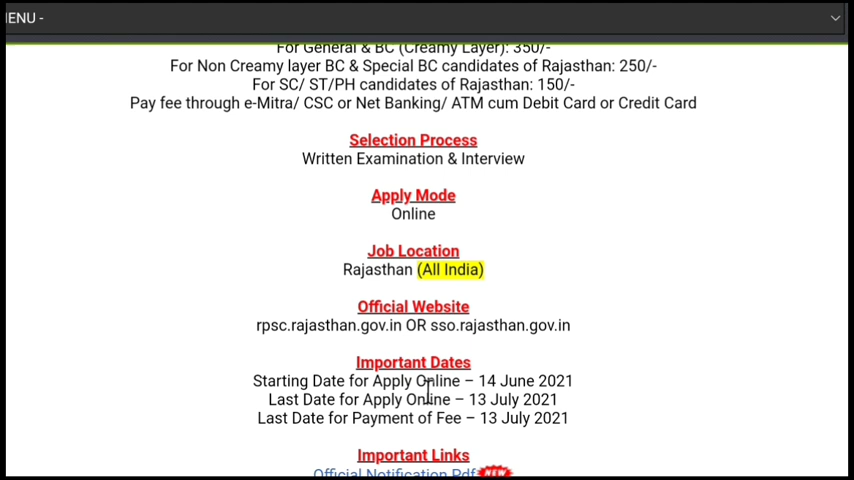 ENU -
For General & BC (Creamy Layer): 350/-
For Non Creamy layer BC & Special BC candidates of Rajasthan: 250/-
For SC/ ST/PH candidates of Rajasthan: 150/-
Pay fee through e-Mitra/ CSC or Net Banking/ ATM cum Debit Card or Credit Card
Selection Process
Written Examination & Interview
Apply Mode
Online
Job Location
Rajasthan (All India)
Official Website
rpsc.rajasthan.gov.in OR sso.rajasthan.gov.in
Important Dates
Starting Date for Apply Online – 14 June 2021
Last Date for Apply Online – 13 July 2021
Last Date for Payment of Fee – 13 July 2021
Important Links
Official Notification Pdf NEW